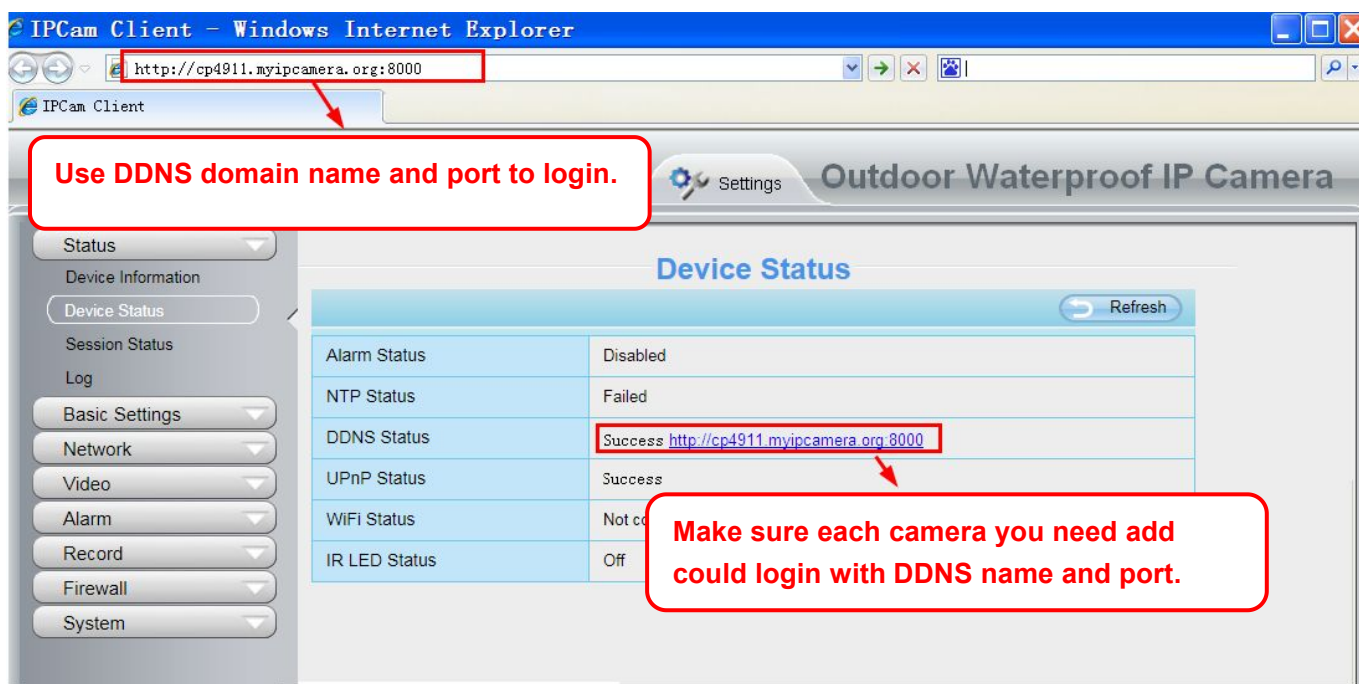 IPCam Client - Windows Internet Explorer
http://cp4911.myipcamera.org:8000
IPCam Client
Use DDNS domain name and port to login.
Settings
Outdoor Waterproof IP Camera
Status
Device Information
Device Status
Session Status
Log
Basic Settings
Network
Video
Alarm
Record
Firewall
System
Device Status
Refresh
Alarm Status Disabled
NTP Status Failed
DDNS Status Success http://cp4911.myipcamera.org:8000
UPnP Status Success
WiFi Status Not
IR LED Status Off
Make sure each camera you need add
could login with DDNS name and port.